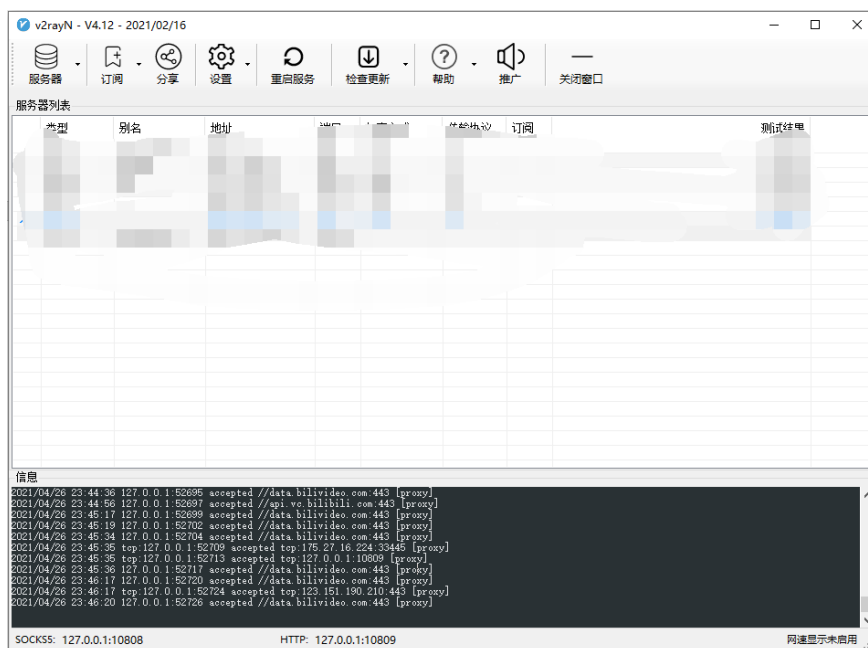 v2rayN - V4.12 - 2021/02/16
服务器 订阅 分享 设置 重启服务 检查更新 帮助 推广 关闭窗口
服务器列表
类型 别名 地址 端口 传输协议 订阅 测试结果
信息
2021/04/26 23:44:36 127.0.0.1:52695 accepted //data.bilivideo.com:443 [proxy]
2021/04/26 23:44:56 127.0.0.1:52697 accepted //api.vc.bilibili.com:443 [proxy]
2021/04/26 23:45:17 127.0.0.1:52699 accepted //data.bilivideo.com:443 [proxy]
2021/04/26 23:45:19 127.0.0.1:52702 accepted //data.bilivideo.com:443 [proxy]
2021/04/26 23:45:34 127.0.0.1:52704 accepted //data.bilivideo.com:443 [proxy]
2021/04/26 23:45:35 tcp:127.0.0.1:52709 accepted tcp:175.27.16.224:33445 [proxy]
2021/04/26 23:45:35 tcp:127.0.0.1:52713 accepted tcp:127.0.0.1:10809 [proxy]
2021/04/26 23:45:36 127.0.0.1:52717 accepted //data.bilivideo.com:443 [proxy]
2021/04/26 23:46:17 127.0.0.1:52720 accepted //data.bilivideo.com:443 [proxy]
2021/04/26 23:46:17 tcp:127.0.0.1:52724 accepted tcp:123.151.190.210:443 [proxy]
2021/04/26 23:46:20 127.0.0.1:52726 accepted //data.bilivideo.com:443 [proxy]
SOCKS5: 127.0.0.1:10808 HTTP: 127.0.0.1:10809 网速显示未启用